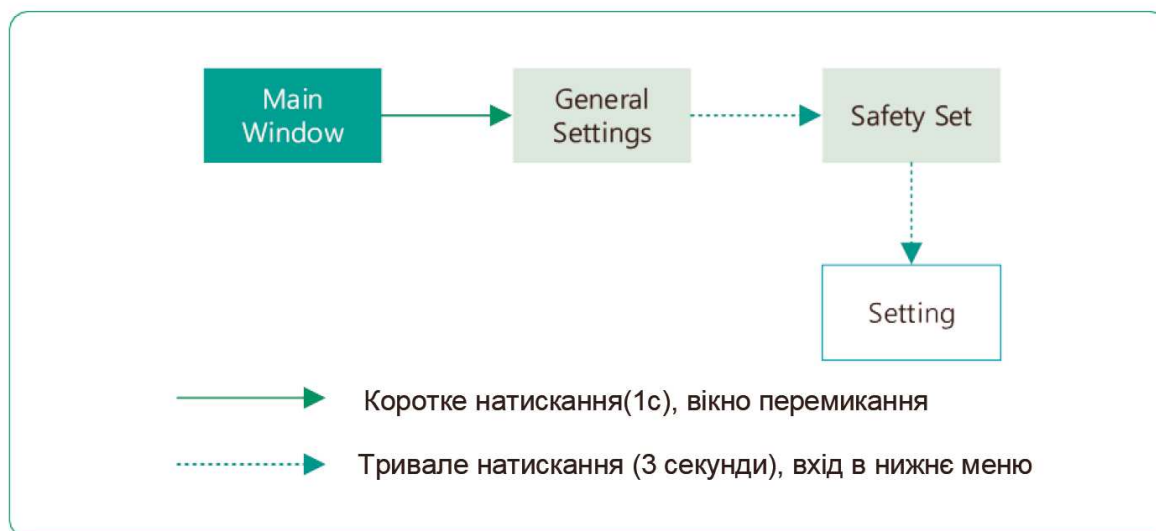 Main
Window
General
Settings
Safety Set
Setting
Коротке натискання(1с), вікно перемикання
Тривале натискання (3 секунди), вхід в нижнє меню